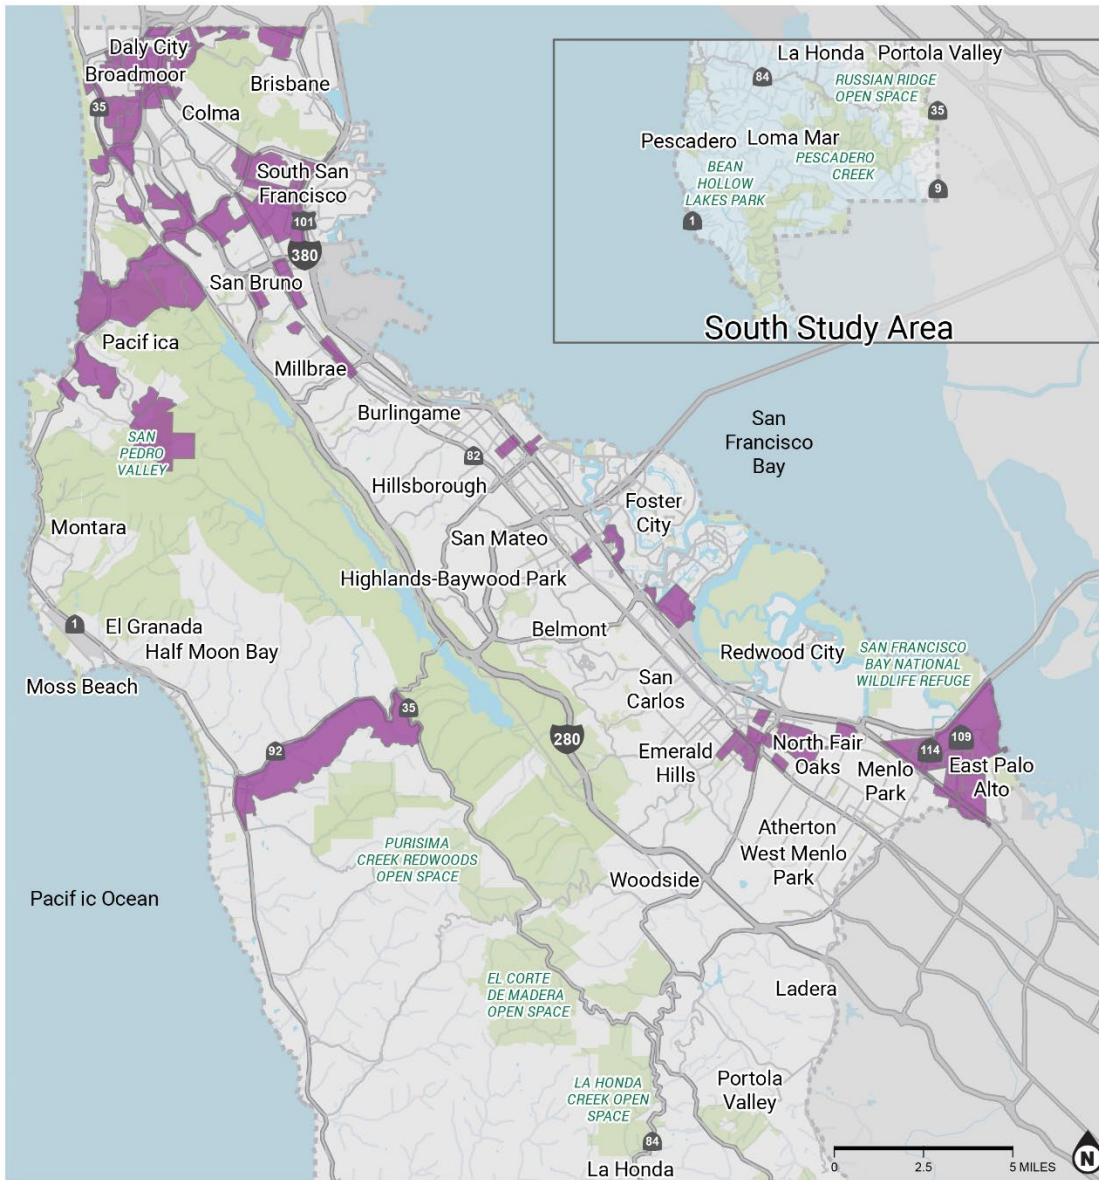 Daly City
Broadmoor
Brisbane
35
Colma
South San
Francisco
101
380
San Bruno
Pacif ica
Millbrae
Burlingame
SAN
PEDRO
VALLEY
82
Hillsborough
San
Francisco
Bay
Foster
City
Montara
San Mateo
Highlands-Baywood Park
1
El Granada
Half Moon Bay
Belmont
Redwood City
SAN FRANCISCO
BAY NATIONAL
WILDLIFE REFUGE
Moss Beach
San
Carlos
35
92
280
Emerald
Hills
North Fair
Oaks
Menlo
Park
114
109
East Palo
Alto
PURISIMA
CREEK REDWOODS
OPEN SPACE
Atherton
West Menlo
Park
Woodside
Pacif ic Ocean
EL CORTE
DE MADERA
OPEN SPACE
Ladera
LA HONDA
CREEK OPEN
SPACE
Portola
Valley
84
La Honda
La Honda
Portola Valley
84
RUSSIAN RIDGE
OPEN SPACE
35
Pescadero
Loma Mar
PESCADERO
CREEK
BEAN
HOLLOW
LAKES PARK
9
1
South Study Area
0
2.5
5 MILES
N